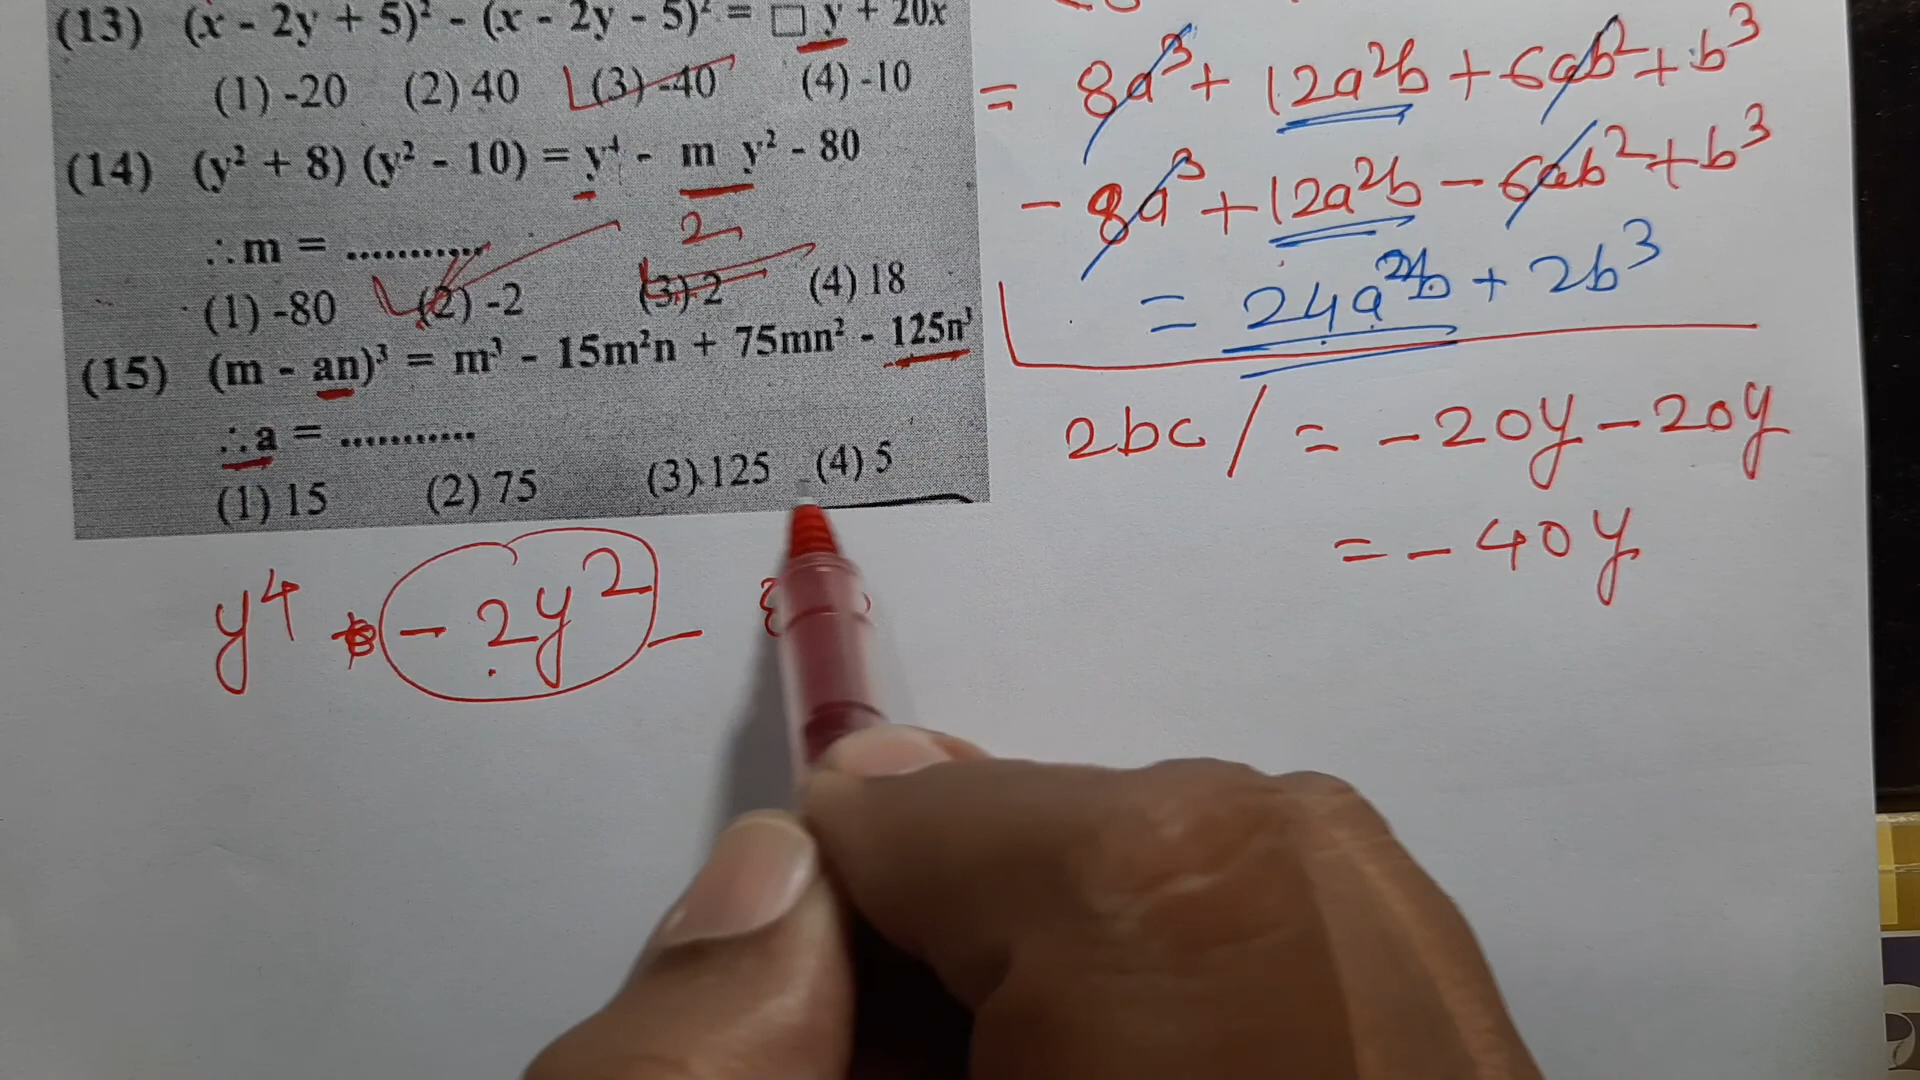 (13) (x - 2y + 5)² - (x - 2y - 5)² = □ y + 20x
(1) -20 (2) 40 (3) -40 (4) -10
(14) (y² + 8) (y² - 10) = y⁴ - m y² - 80
2
∴ m = ............
(1) -80 (2) -2 (3) 2 (4) 18
(15) (m - an)³ = m³ - 15m²n + 75mn² - 125n³
∴ a = ...........
(1) 15 (2) 75 (3) 125 (4) 5
y⁴ - 2y² -
= 8a³ + 12a²b + 6ab² + b³
- 8a³ + 12a²b - 6ab² + b³
= 24a²b + 2b³
2bc / = - 20y - 20y
= - 40y